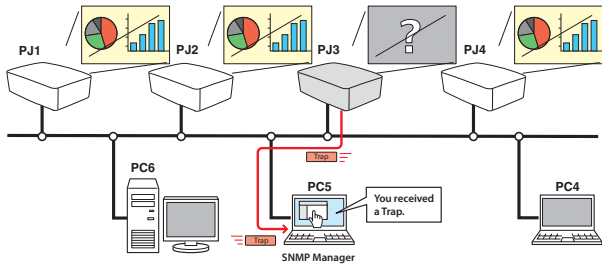 PJ1
PJ2
PJ3
?
PJ4
Trap
PC6
PC5
You received
a Trap.
PC4
Trap
SNMP Manager